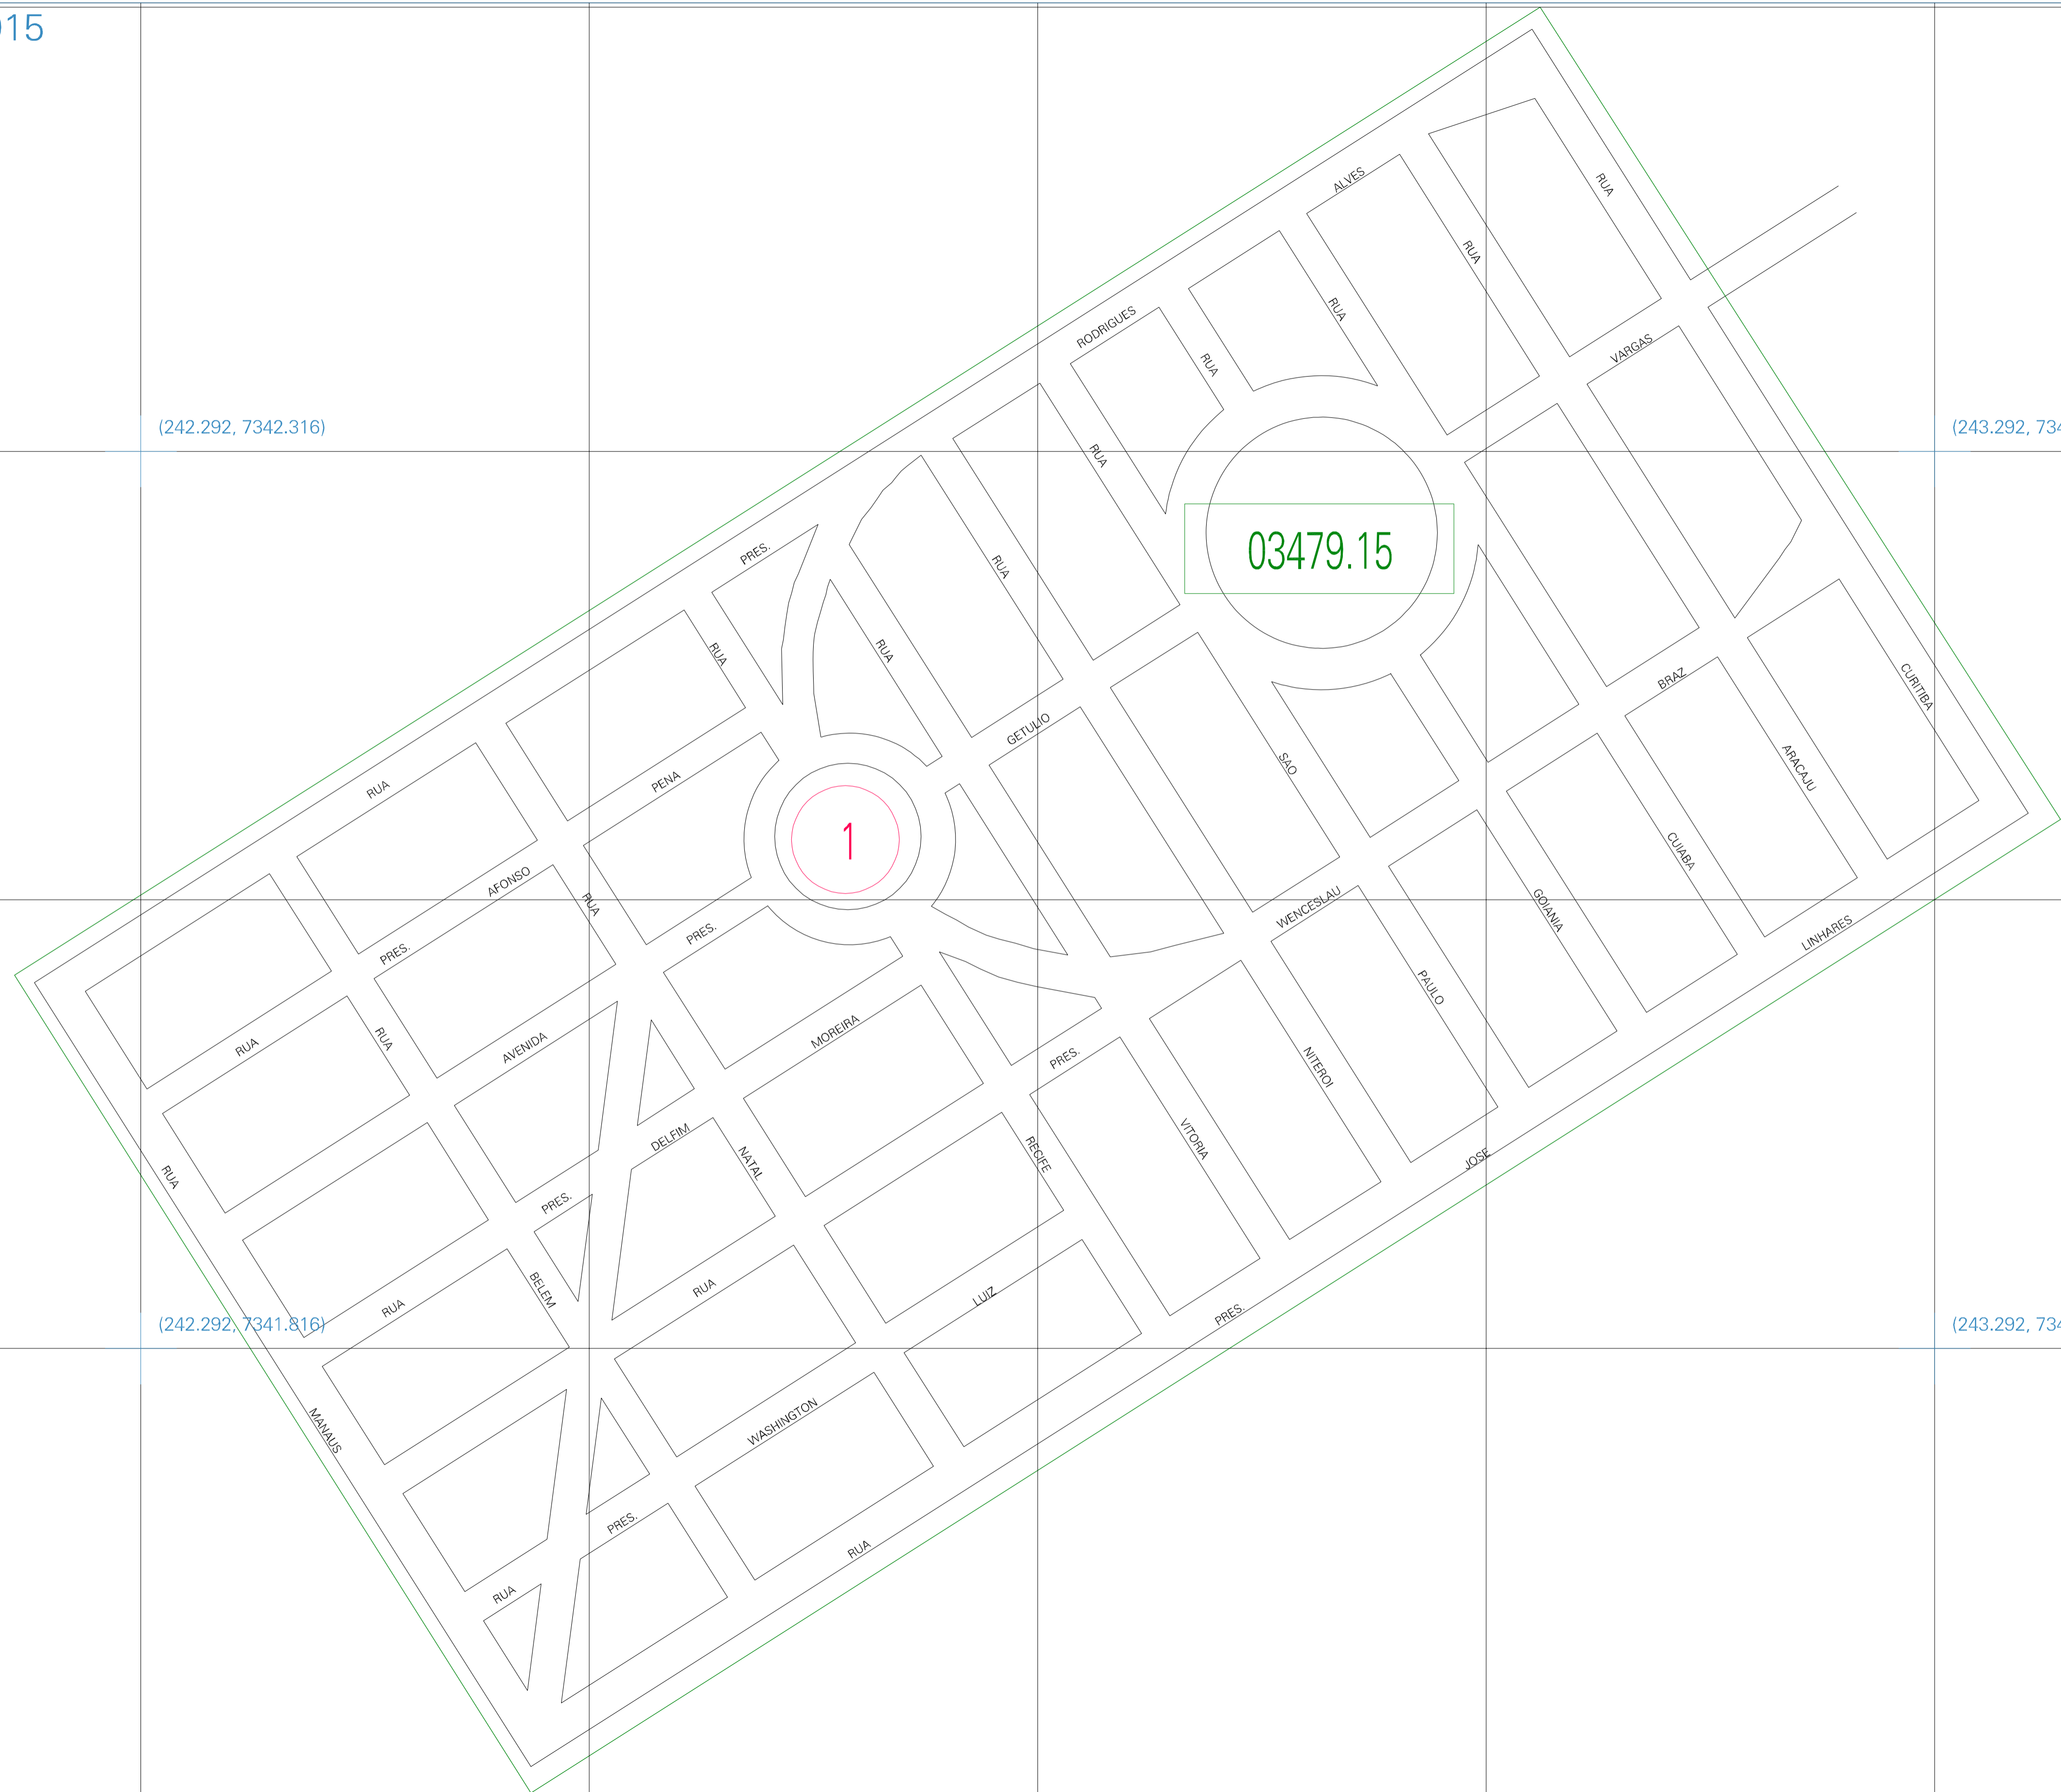 015
ALVES
RUA
RUA
RUA
RODRIGUES
RUA
VARGAS
(242.292, 7342.316)
(243.292, 734
RUA
03479.15
PRES.
RUA
RUA
RUA
BRAZ
CURITIBA
GETULIO
SAO
ARACAJU
PENA
RUA
1
CUIABA
AFONSO
RUA
WENCESLAU
GOIANIA
PRES.
LINHARES
PRES.
PAULO
RUA
RUA
AVENIDA
MOREIRA
PRES.
NITEROI
DELFIM
VITORIA
RUA
NATAL
RECIFE
JOSE
PRES.
BELEM
RUA
LUIZ
RUA
PRES.
(242.292, 7341.816)
(243.292, 734
MANAUS
WASHINGTON
PRES.
RUA
RUA